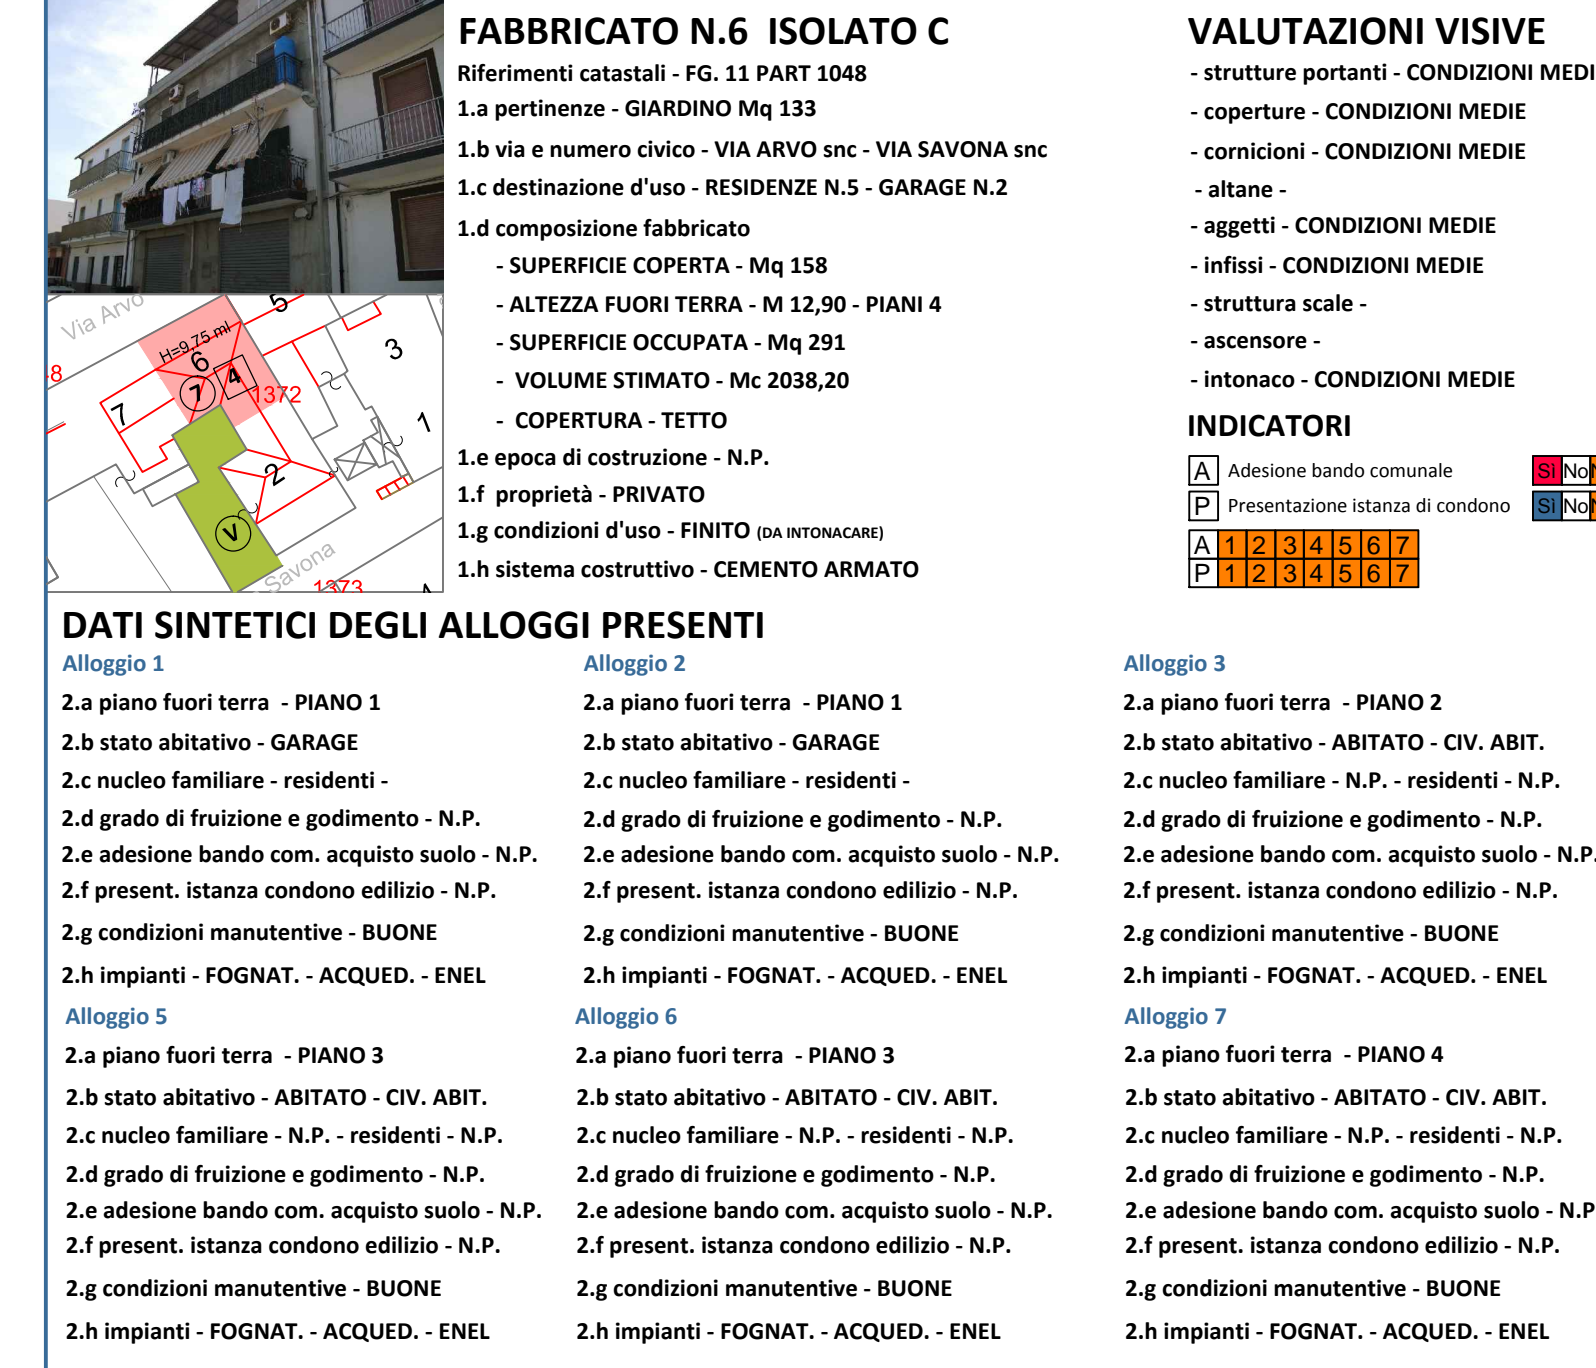 FABBRICATO N.6 ISOLATO C
Riferimenti catastali - FG. 11 PART 1048
1.a pertinenze - GIARDINO Mq 133
1.b via e numero civico - VIA ARVO snc - VIA SAVONA snc
1.c destinazione d'uso - RESIDENZE N.5 - GARAGE N.2
1.d composizione fabbricato
- SUPERFICIE COPERTA - Mq 158
- ALTEZZA FUORI TERRA - M 12,90 - PIANI 4
- SUPERFICIE OCCUPATA - Mq 291
- VOLUME STIMATO - Mc 2038,20
- COPERTURA - TETTO
1.e epoca di costruzione - N.P.
1.f proprietà - PRIVATO
1.g condizioni d'uso - FINITO (DA INTONACARE)
1.h sistema costruttivo - CEMENTO ARMATO
VALUTAZIONI VISIVE
- strutture portanti - CONDIZIONI MEDI
- coperture - CONDIZIONI MEDIE
- cornicioni - CONDIZIONI MEDIE
- altane -
- aggetti - CONDIZIONI MEDIE
- infissi - CONDIZIONI MEDIE
- struttura scale -
- ascensore -
- intonaco - CONDIZIONI MEDIE
INDICATORI
A Adesione bando comunale Sì No
P Presentazione istanza di condono Sì No
A 1 2 3 4 5 6 7
P 1 2 3 4 5 6 7
Via Arvo
5
H=9,75 ml
6
3
8
7 4 1372
7
1
2
V
Savona
1373
DATI SINTETICI DEGLI ALLOGGI PRESENTI
Alloggio 1
2.a piano fuori terra - PIANO 1
2.b stato abitativo - GARAGE
2.c nucleo familiare - residenti -
2.d grado di fruizione e godimento - N.P.
2.e adesione bando com. acquisto suolo - N.P.
2.f present. istanza condono edilizio - N.P.
2.g condizioni manutentive - BUONE
2.h impianti - FOGNAT. - ACQUED. - ENEL
Alloggio 2
2.a piano fuori terra - PIANO 1
2.b stato abitativo - GARAGE
2.c nucleo familiare - residenti -
2.d grado di fruizione e godimento - N.P.
2.e adesione bando com. acquisto suolo - N.P.
2.f present. istanza condono edilizio - N.P.
2.g condizioni manutentive - BUONE
2.h impianti - FOGNAT. - ACQUED. - ENEL
Alloggio 3
2.a piano fuori terra - PIANO 2
2.b stato abitativo - ABITATO - CIV. ABIT.
2.c nucleo familiare - N.P. - residenti - N.P.
2.d grado di fruizione e godimento - N.P.
2.e adesione bando com. acquisto suolo - N.P.
2.f present. istanza condono edilizio - N.P.
2.g condizioni manutentive - BUONE
2.h impianti - FOGNAT. - ACQUED. - ENEL
Alloggio 5
2.a piano fuori terra - PIANO 3
2.b stato abitativo - ABITATO - CIV. ABIT.
2.c nucleo familiare - N.P. - residenti - N.P.
2.d grado di fruizione e godimento - N.P.
2.e adesione bando com. acquisto suolo - N.P.
2.f present. istanza condono edilizio - N.P.
2.g condizioni manutentive - BUONE
2.h impianti - FOGNAT. - ACQUED. - ENEL
Alloggio 6
2.a piano fuori terra - PIANO 3
2.b stato abitativo - ABITATO - CIV. ABIT.
2.c nucleo familiare - N.P. - residenti - N.P.
2.d grado di fruizione e godimento - N.P.
2.e adesione bando com. acquisto suolo - N.P.
2.f present. istanza condono edilizio - N.P.
2.g condizioni manutentive - BUONE
2.h impianti - FOGNAT. - ACQUED. - ENEL
Alloggio 7
2.a piano fuori terra - PIANO 4
2.b stato abitativo - ABITATO - CIV. ABIT.
2.c nucleo familiare - N.P. - residenti - N.P.
2.d grado di fruizione e godimento - N.P.
2.e adesione bando com. acquisto suolo - N.P
2.f present. istanza condono edilizio - N.P.
2.g condizioni manutentive - BUONE
2.h impianti - FOGNAT. - ACQUED. - ENEL